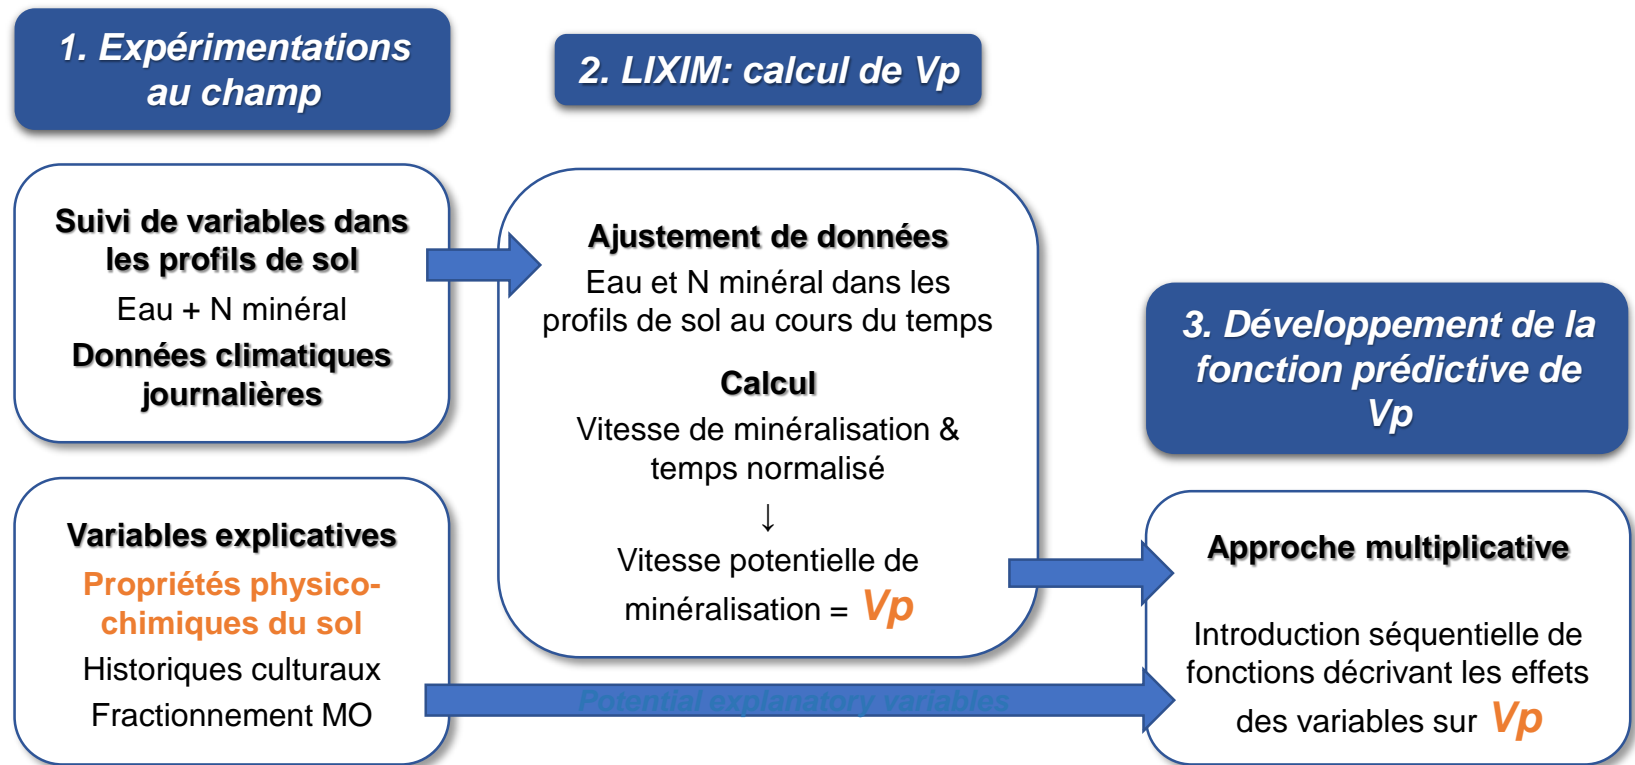 1. Expérimentations
au champ
Suivi de variables dans
les profils de sol
Eau + N minéral
Données climatiques
journalières
Variables explicatives
Propriétés physico-
chimiques du sol
Historiques culturaux
Fractionnement MO
2. LIXIM: calcul de Vp
Ajustement de données
Eau et N minéral dans les
profils de sol au cours du temps
Calcul
Vitesse de minéralisation &
temps normalisé
↓
Vitesse potentielle de
minéralisation = Vp
Potential explanatory variables
3. Développement de la
fonction prédictive de
Vp
Approche multiplicative
Introduction séquentielle de
fonctions décrivant les effets
des variables sur Vp